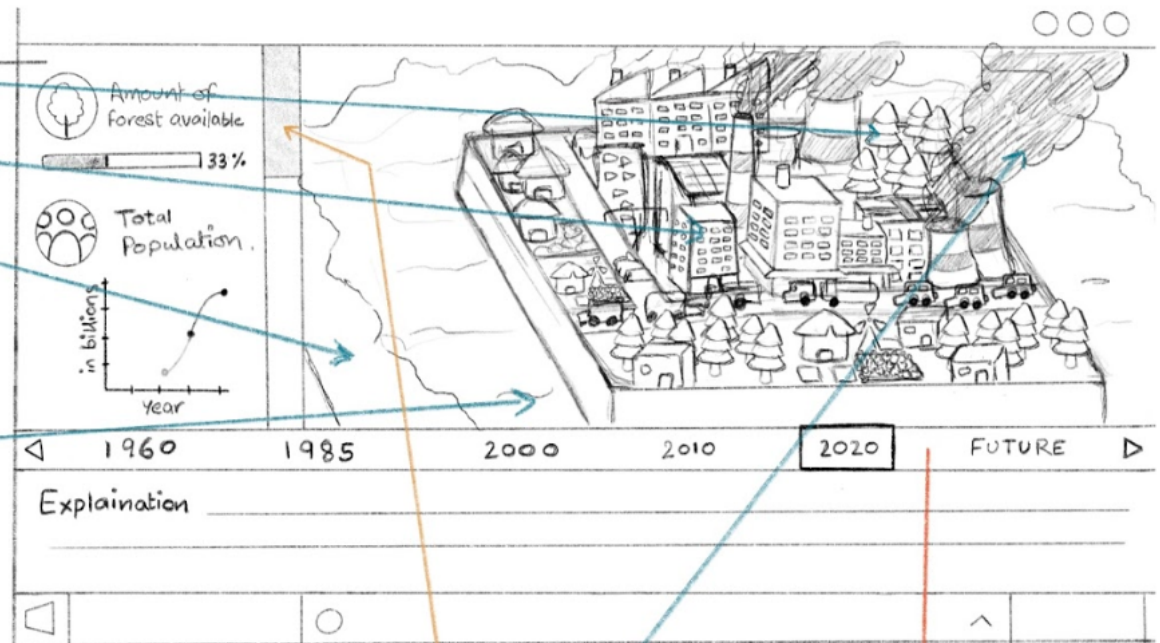 Amount of
forest available
33%
Total
Population.
in billions
Year
1960 1985 2000 2010 2020 FUTURE
Explaination